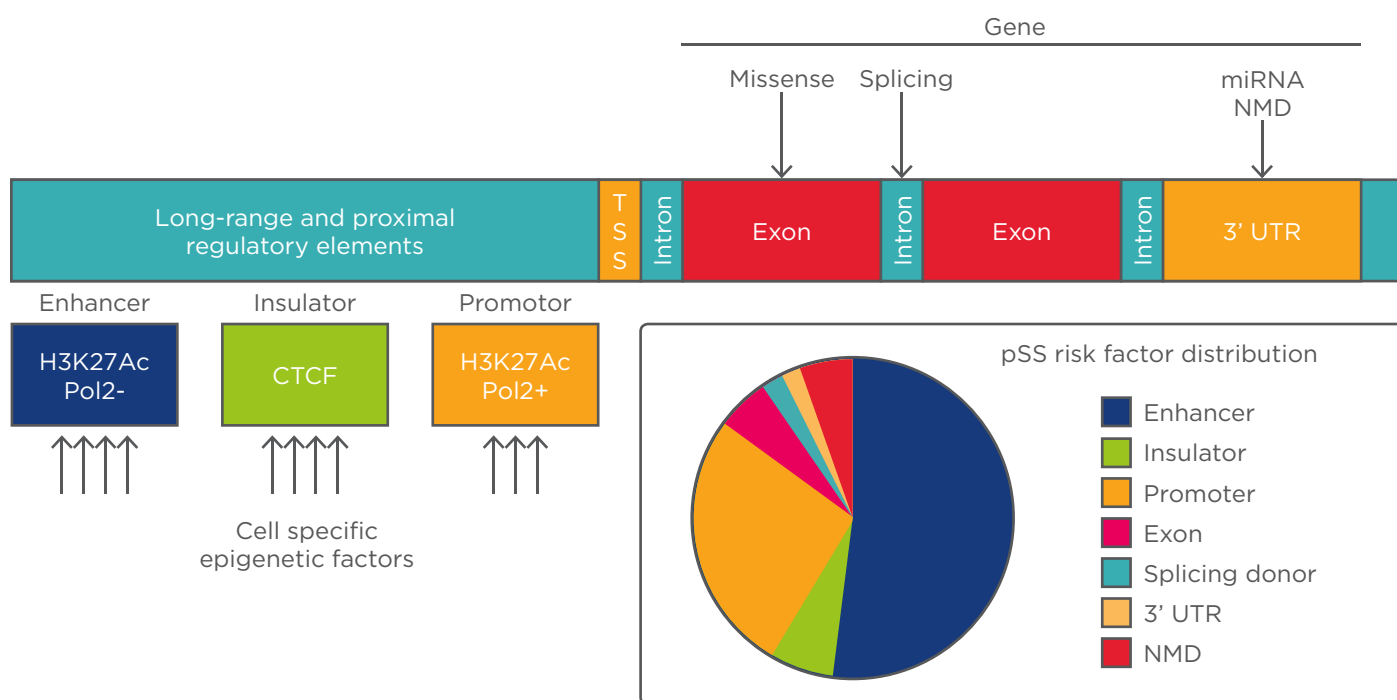 Gene
Missense
Splicing
miRNA
NMD
Long-range and proximal
regulatory elements
T
S
S
Intron
Exon
Intron
Exon
Intron
3' UTR
Enhancer
Insulator
Promotor
H3K27Ac
Pol2-
CTCF
H3K27Ac
Pol2+
Cell specific
epigenetic factors
pSS risk factor distribution
Enhancer
Insulator
Promoter
Exon
Splicing donor
3' UTR
NMD